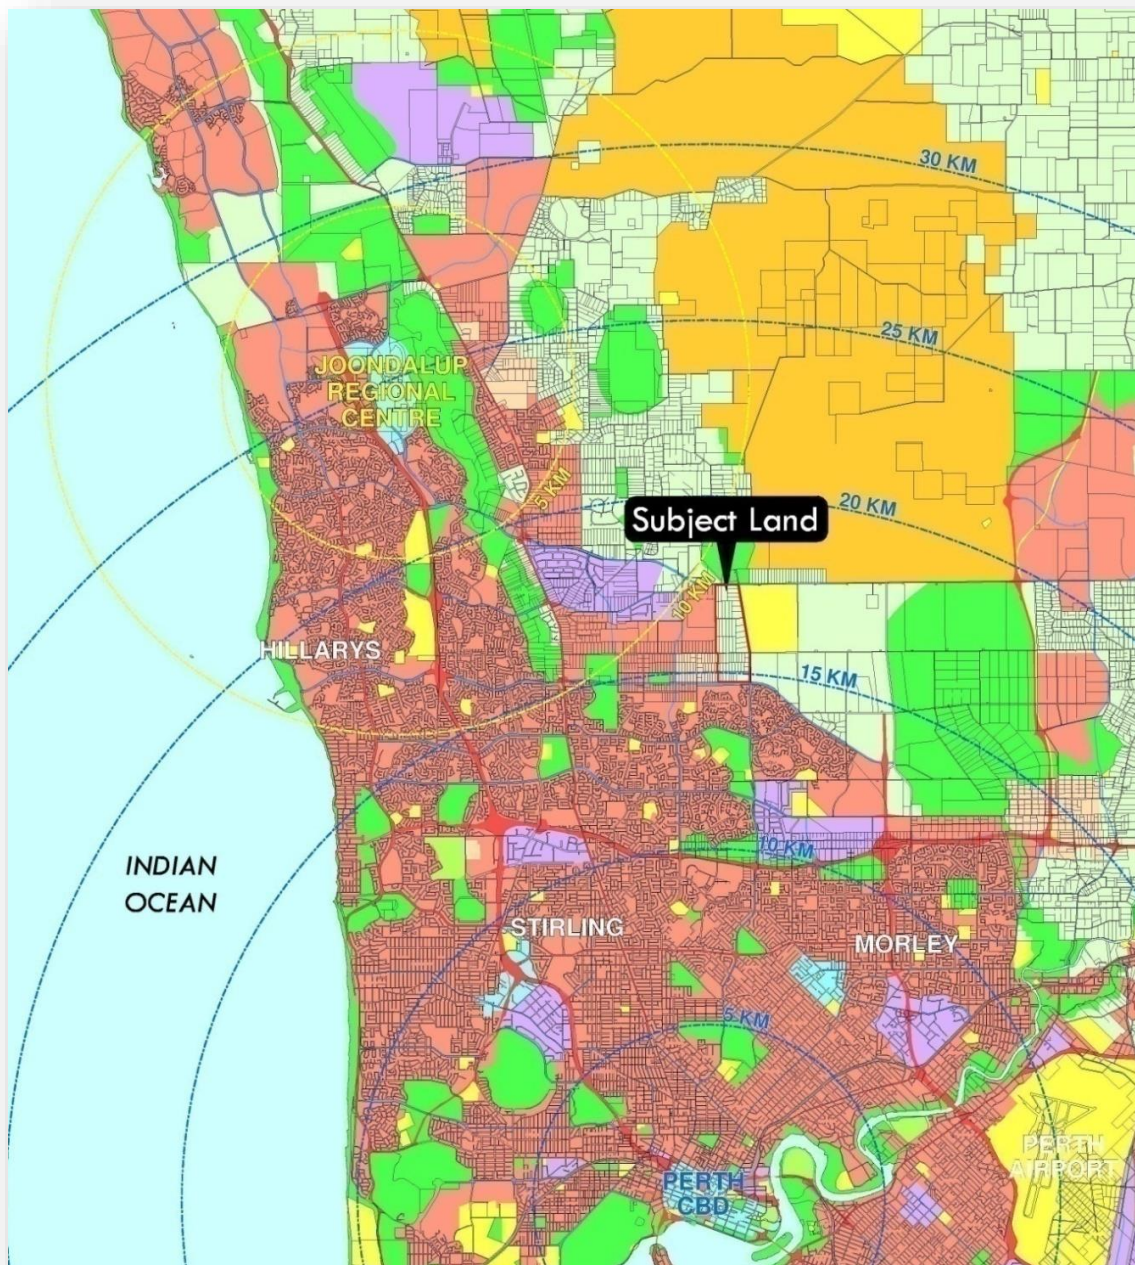 30 KM
25 KM
JOONDALUP
REGIONAL
CENTRE
5 KM
20 KM
Subject Land
10 KM
HILLARYS
15 KM
10 KM
INDIAN
OCEAN
STIRLING
MORLEY
5 KM
PERTH
AIRPORT
PERTH
CBD